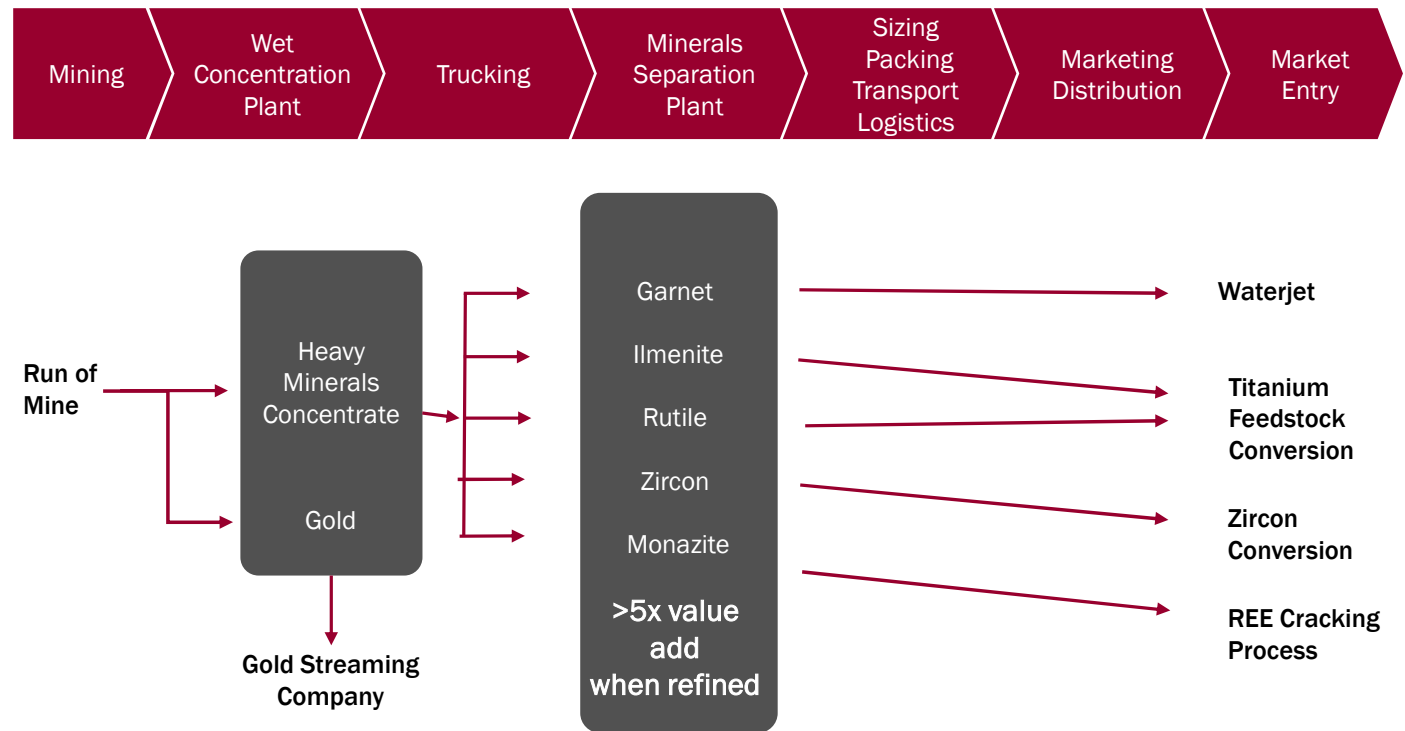 Mining
Wet
Concentration
Plant
Trucking
Minerals
Separation
Plant
Sizing
Packing
Transport
Logistics
Marketing
Distribution
Market
Entry
Run of
Mine
Heavy
Minerals
Concentrate
Gold
Gold Streaming
Company
Garnet
Ilmenite
Rutile
Zircon
Monazite
>5x value
add
when refined
Waterjet
Titanium
Feedstock
Conversion
Zircon
Conversion
REE Cracking
Process